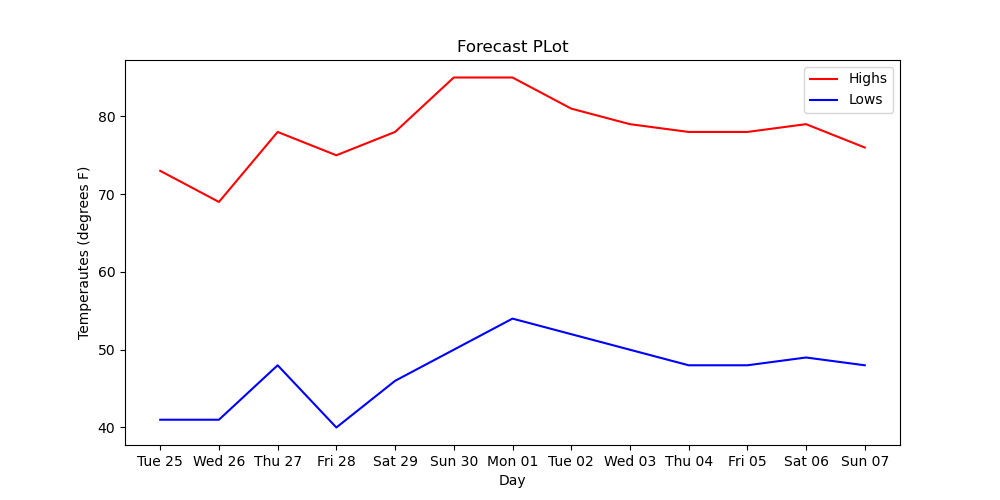 Forecast PLot
Highs
Lows
80
70
60
50
40
Temperautes (degrees F)
Tue 25 Wed 26 Thu 27 Fri 28 Sat 29 Sun 30 Mon 01 Tue 02 Wed 03 Thu 04 Fri 05 Sat 06 Sun 07
Day